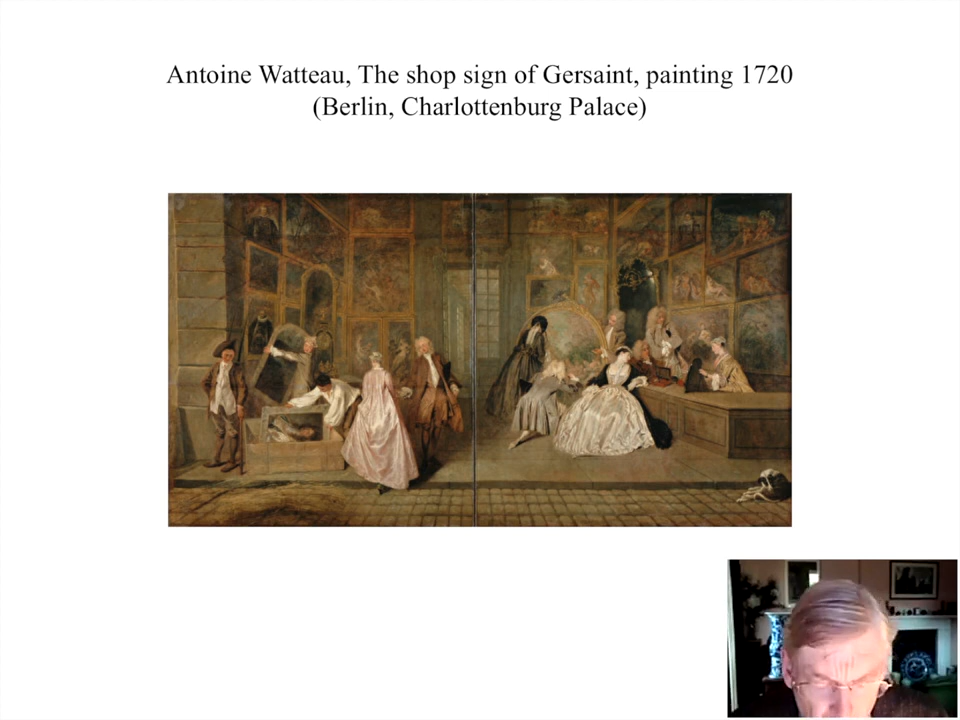 Antoine Watteau, The shop sign of Gersaint, painting 1720
(Berlin, Charlottenburg Palace)